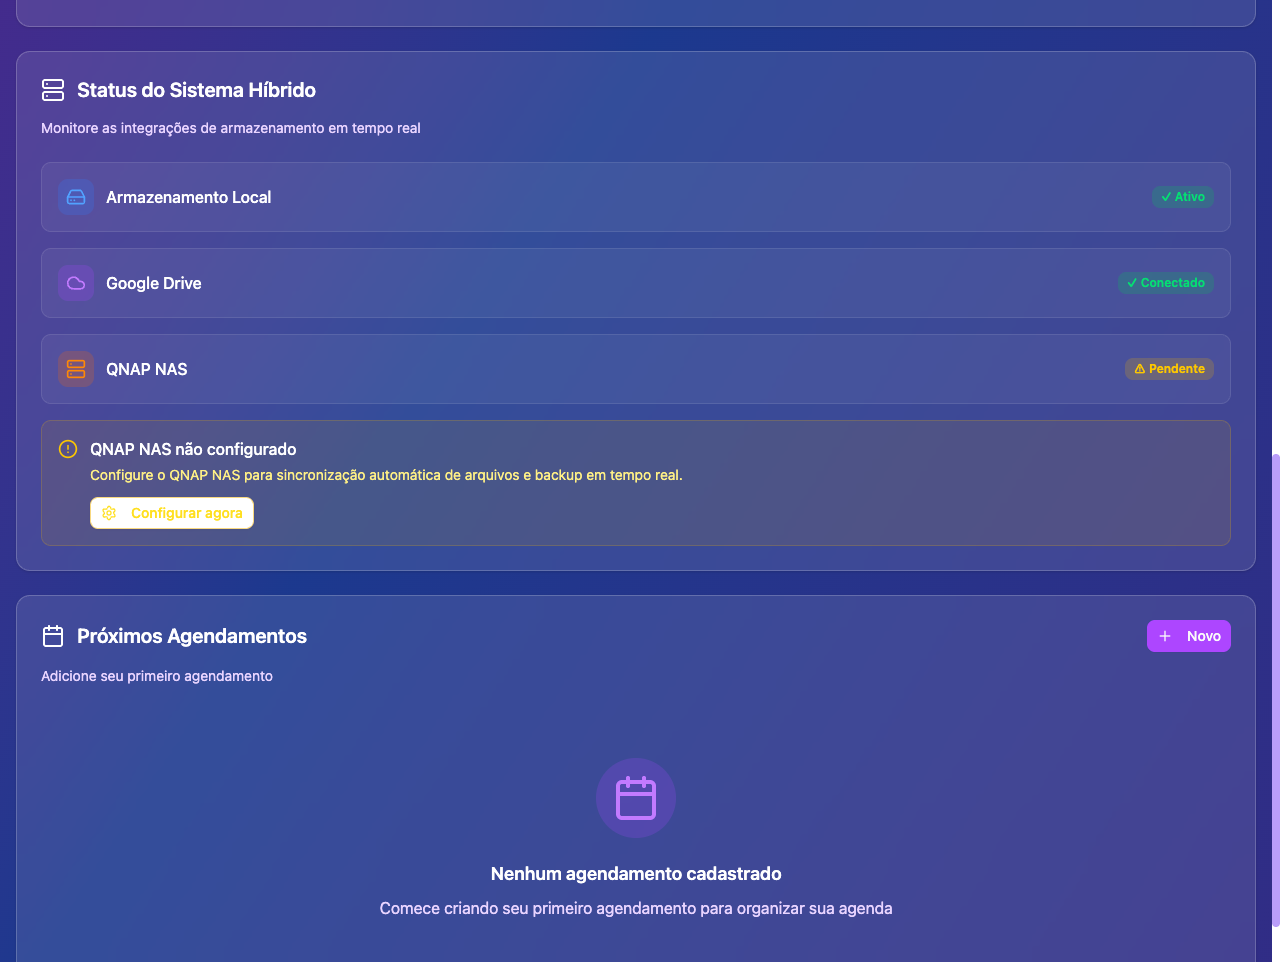 Status do Sistema Híbrido
Monitore as integrações de armazenamento em tempo real
Armazenamento Local
✓ Ativo
Google Drive
✓ Conectado
QNAP NAS
⚠ Pendente
QNAP NAS não configurado
Configure o QNAP NAS para sincronização automática de arquivos e backup em tempo real.
Configurar agora
Próximos Agendamentos
+ Novo
Adicione seu primeiro agendamento
Nenhum agendamento cadastrado
Comece criando seu primeiro agendamento para organizar sua agenda